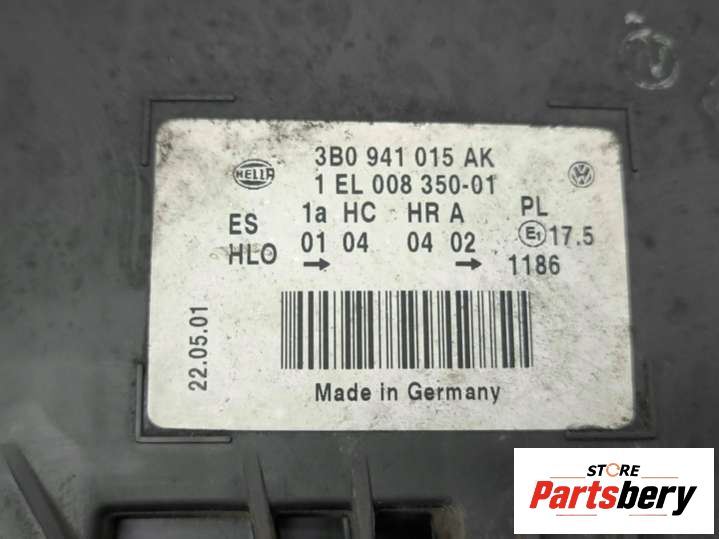 HELLA
3B0 941 015 AK
1 EL 008 350-01
ES 1a HC HR A PL
HLO 01 04 04 02 E1 17.5
→ → 1186
22.05.01
Made in Germany
STORE
Partsbery